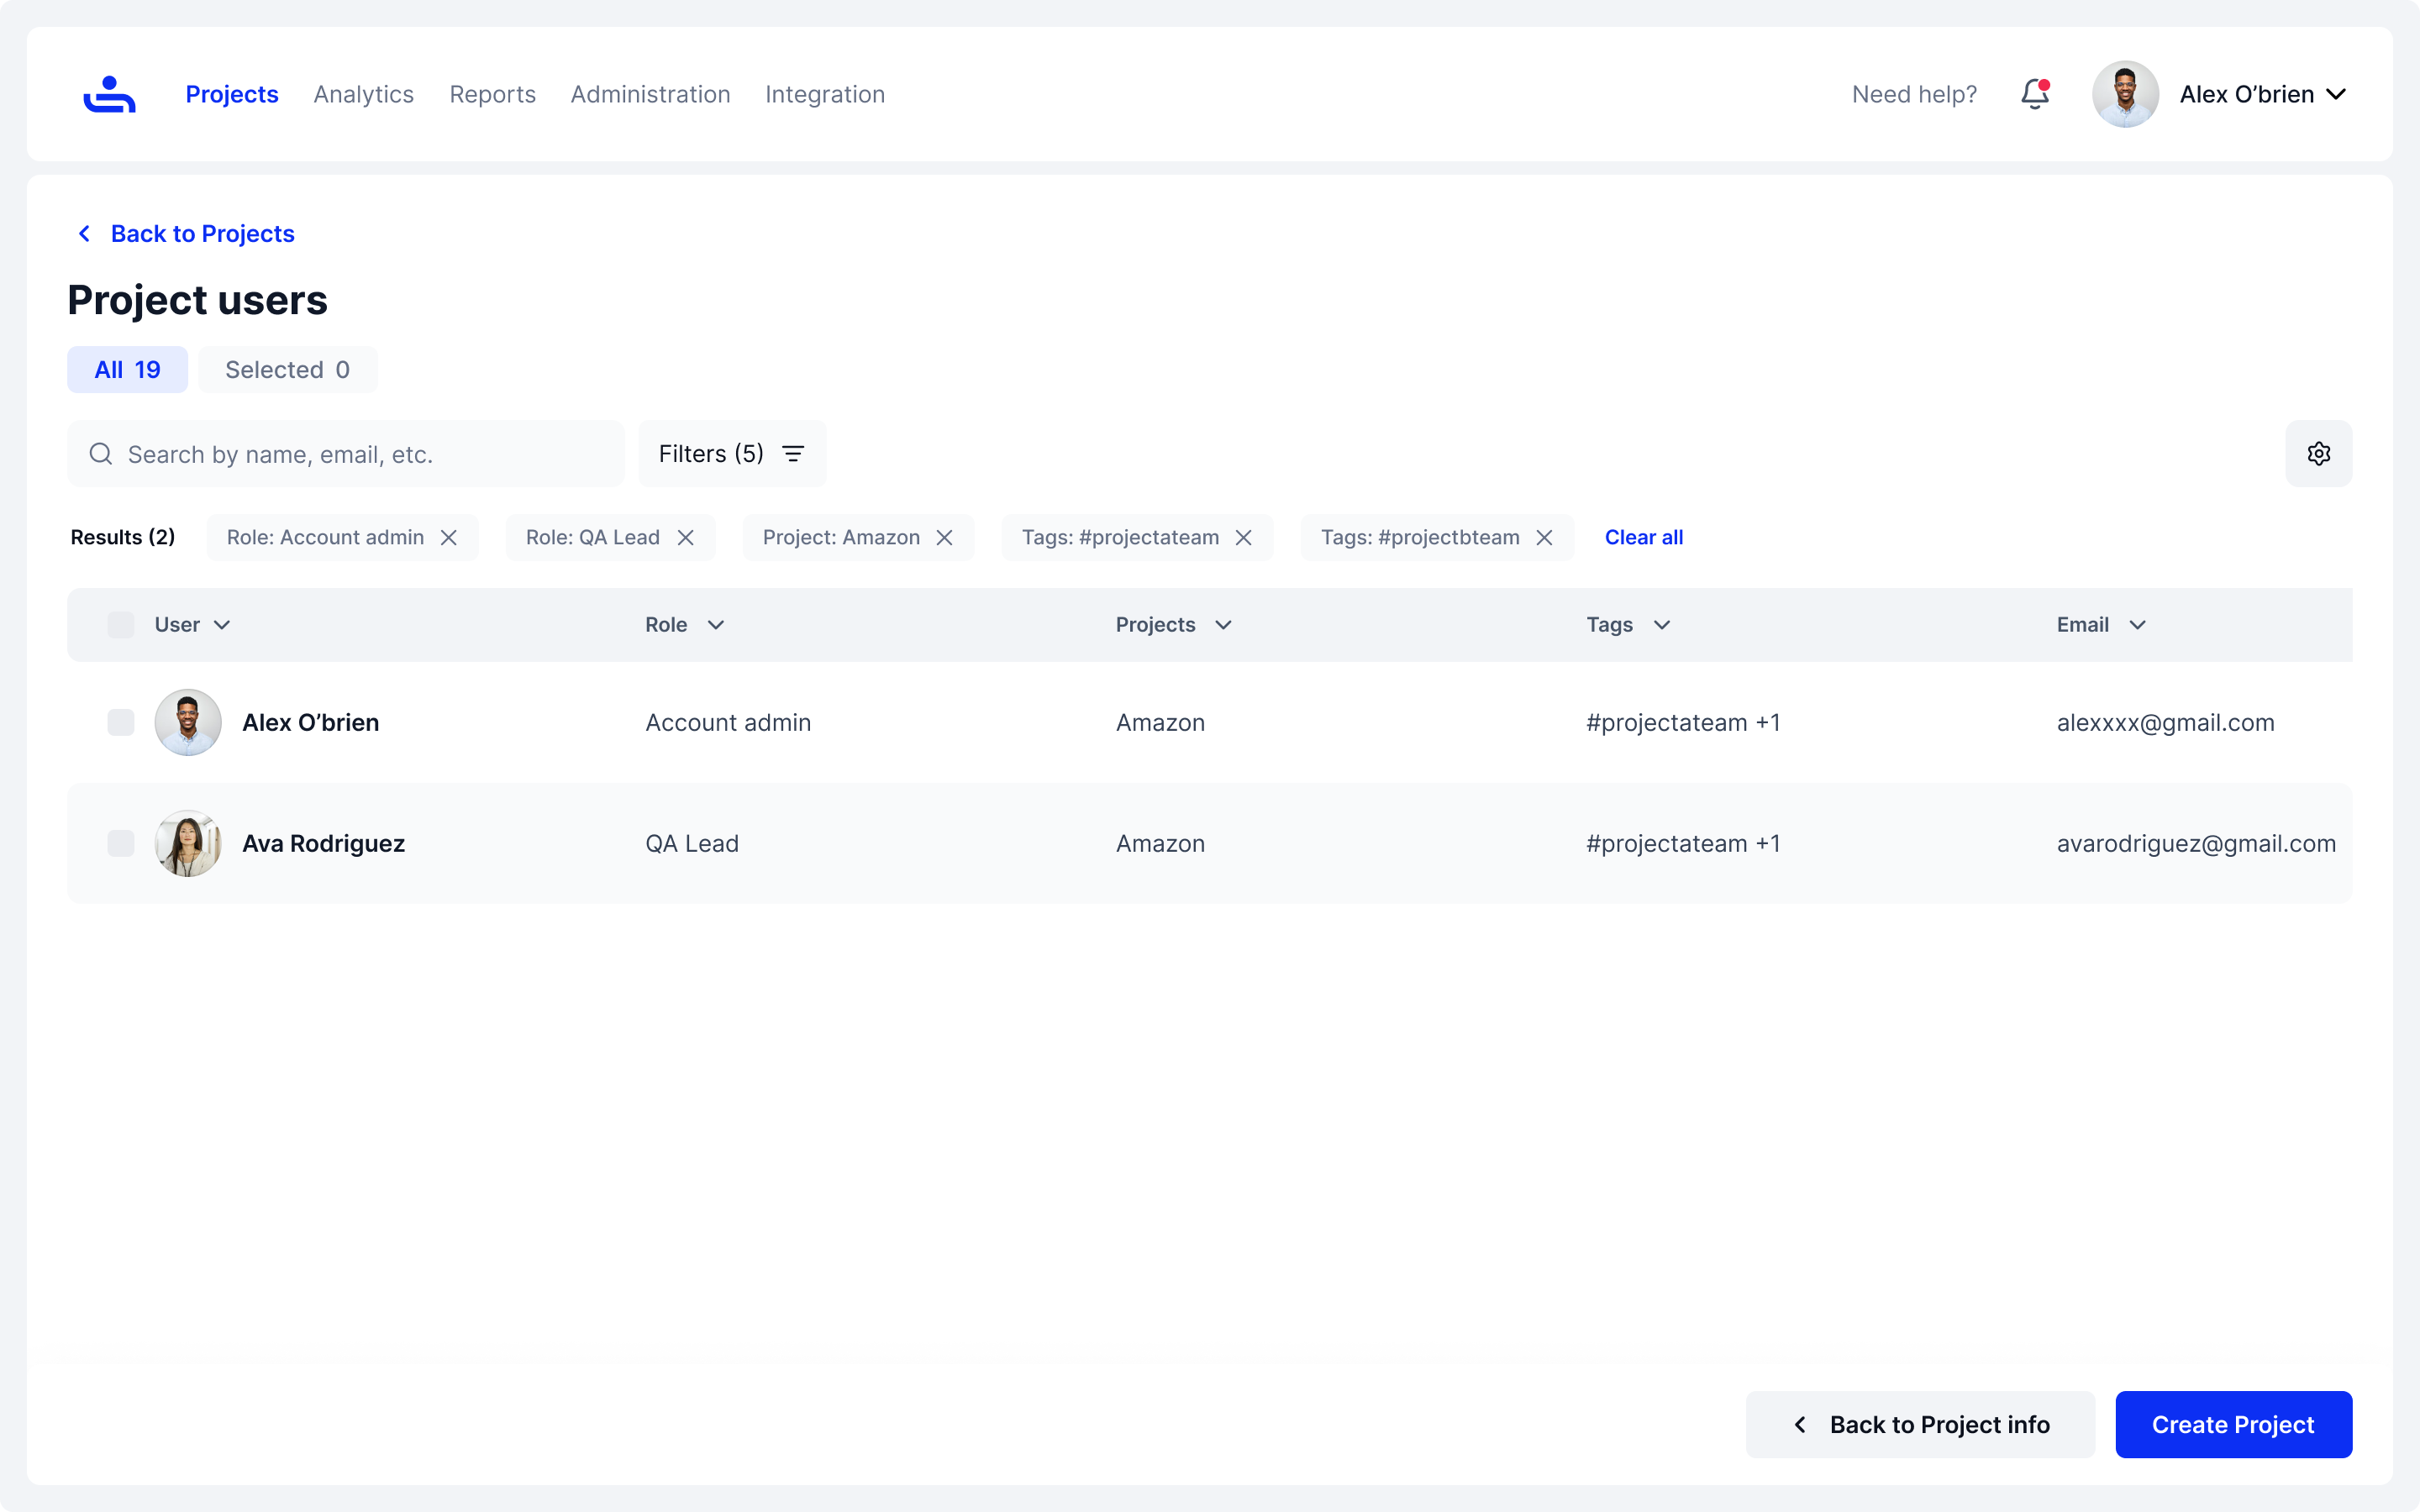 Projects Analytics Reports Administration Integration Need help? Alex O’brien
Back to Projects
Project users
All 19 Selected 0
Search by name, email, etc. Filters (5)
Results (2) Role: Account admin Role: QA Lead Project: Amazon Tags: #projectateam Tags: #projectbteam Clear all
User Role Projects Tags Email
Alex O’brien Account admin Amazon #projectateam +1 alexxxx@gmail.com
Ava Rodriguez QA Lead Amazon #projectateam +1 avarodriguez@gmail.com
Back to Project info Create Project